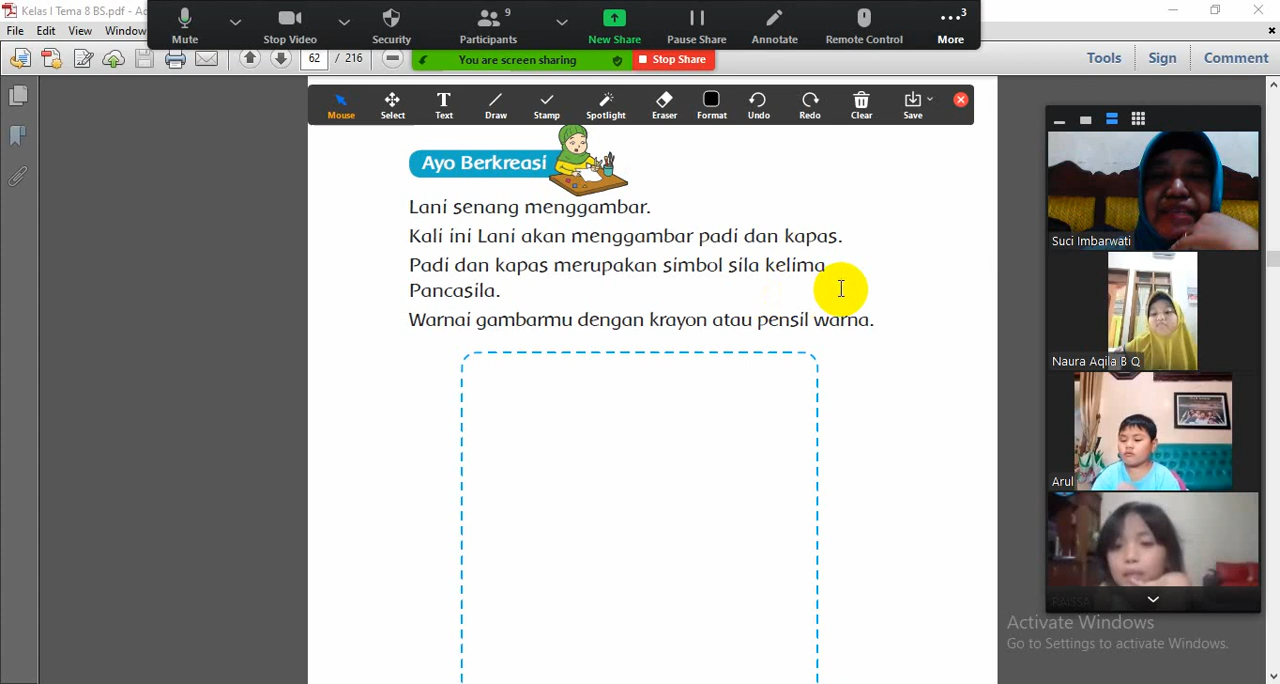 Kelas I Tema 8 BS.pdf - Ad
File Edit View Window
Mute
Stop Video
Security
9
Participants
New Share
Pause Share
Annotate
Remote Control
3
More
62 / 216
You are screen sharing
Stop Share
Tools Sign Comment
Mouse Select Text Draw Stamp Spotlight Eraser Format Undo Redo Clear Save
T
Ayo Berkreasi
Lani senang menggambar.
Kali ini Lani akan menggambar padi dan kapas.
Padi dan kapas merupakan simbol sila kelima
Pancasila.
Warnai gambarmu dengan krayon atau pensil warna.
Suci Imbarwati
Naura Aqila B Q
Arul
RAISSA
Activate Windows
Go to Settings to activate Windows.